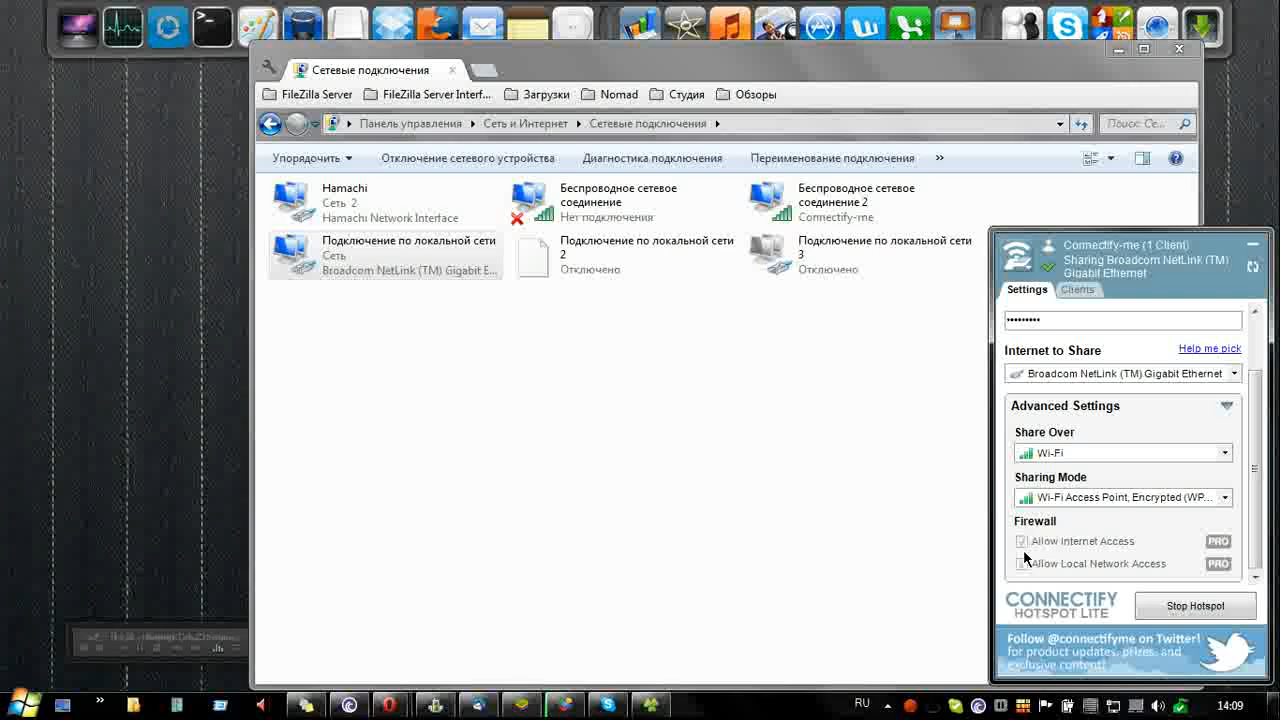 Сетевые подключения
FileZilla Server
FileZilla Server Interf...
Загрузки
Nomad
Студия
Обзоры
Панель управления
Сеть и Интернет
Сетевые подключения
Поиск: Се...
Упорядочить
Отключение сетевого устройства
Диагностика подключения
Переименование подключения
»
Hamachi
Сеть 2
Hamachi Network Interface
Беспроводное сетевое
соединение
Нет подключения
Беспроводное сетевое
соединение 2
Connectify-me
Подключение по локальной сети
Сеть
Broadcom NetLink (TM) Gigabit E...
Подключение по локальной сети
2
Отключено
Подключение по локальной сети
3
Отключено
Connectify-me (1 Client)
Sharing Broadcom NetLink (TM)
Gigabit Ethernet
Settings
Clients
•••••••••
Internet to Share
Help me pick
Broadcom NetLink (TM) Gigabit Ethernet
Advanced Settings
Share Over
Wi-Fi
Sharing Mode
Wi-Fi Access Point, Encrypted (WP...
Firewall
Allow Internet Access
PRO
Allow Local Network Access
PRO
CONNECTIFY
HOTSPOT LITE
Stop Hotspot
Follow @connectifyme on Twitter!
for product updates, prizes, and
exclusive content!
»
RU
14:09